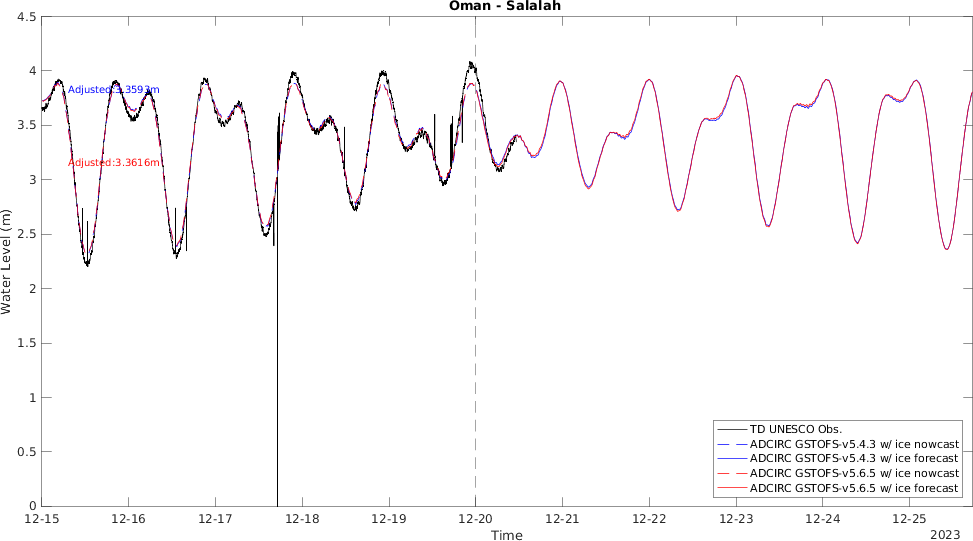 Oman - Salalah
4.5
4
3.5
3
2.5
2
1.5
1
0.5
0
Water Level (m)
Adjusted:3.3593m
Adjusted:3.3616m
TD UNESCO Obs.
ADCIRC GSTOFS-v5.4.3 w/ ice nowcast
ADCIRC GSTOFS-v5.4.3 w/ ice forecast
ADCIRC GSTOFS-v5.6.5 w/ ice nowcast
ADCIRC GSTOFS-v5.6.5 w/ ice forecast
12-15 12-16 12-17 12-18 12-19 12-20 12-21 12-22 12-23 12-24 12-25
Time
2023